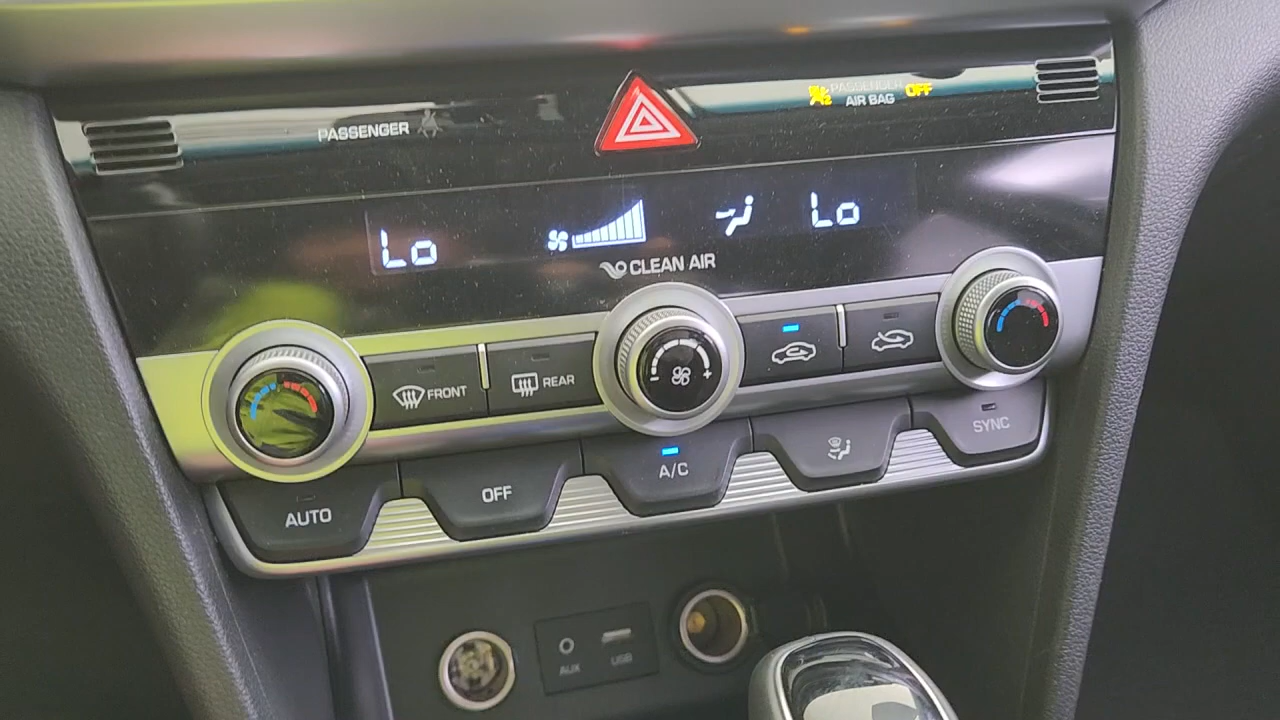 PASSENGER
PASSENGER OFF
AIR BAG
Lo
Lo
CLEAN AIR
FRONT
REAR
- +
AUTO
OFF
A/C
SYNC
AUX
USB